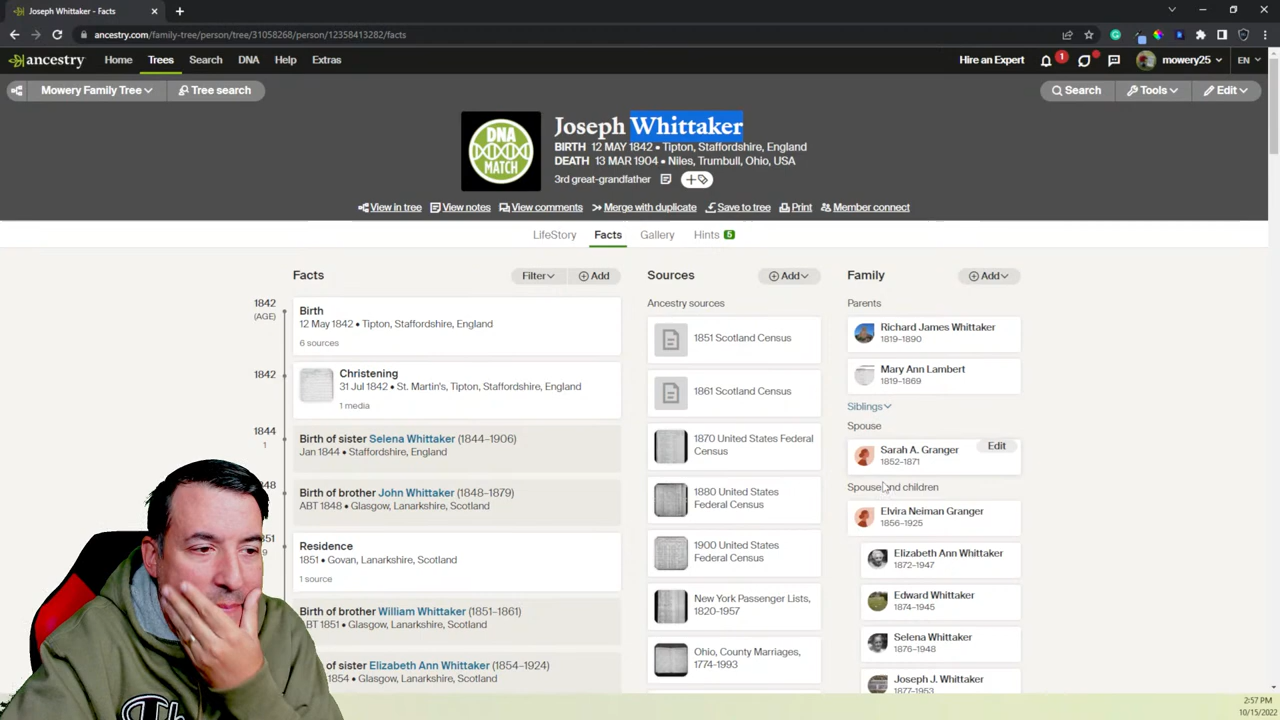 Joseph Whittaker - Facts
ancestry.com/family-tree/tree/31058268/person/12358413282/facts
ancestry Home Trees Search DNA Help Extras Hire an Expert 1 mowery25 EN
Mowery Family Tree Tree search Search Tools Edit
DNA
MATCH
Joseph Whittaker
BIRTH 12 MAY 1842 • Tipton, Staffordshire, England
DEATH 13 MAR 1904 • Niles, Trumbull, Ohio, USA
3rd great-grandfather
View in tree View notes View comments Merge with duplicate Save to tree Print Member connect
LifeStory Facts Gallery Hints 5
Facts Filter Add
1842
(AGE)
Birth
12 May 1842 • Tipton, Staffordshire, England
6 sources
1842
Christening
31 Jul 1842 • St. Martin's, Tipton, Staffordshire, England
1 media
1844
1
Birth of sister Selena Whittaker (1844–1906)
Jan 1844 • Staffordshire, England
48
Birth of brother John Whittaker (1848–1879)
ABT 1848 • Glasgow, Lanarkshire, Scotland
351
9
Residence
1851 • Govan, Lanarkshire, Scotland
1 source
Birth of brother William Whittaker (1851–1861)
BT 1851 • Glasgow, Lanarkshire, Scotland
of sister Elizabeth Ann Whittaker (1854–1924)
1854 • Glasgow, Lanarkshire, Scotland
Sources Add
Ancestry sources
1851 Scotland Census
1861 Scotland Census
1870 United States Federal
Census
1880 United States
Federal Census
1900 United States
Federal Census
New York Passenger Lists,
1820-1957
Ohio, County Marriages,
1774-1993
Family Add
Parents
Richard James Whittaker
1819–1890
Mary Ann Lambert
1819–1869
Siblings
Spouse
Sarah A. Granger Edit
1852–1871
Spouse and children
Elvira Neiman Granger
1856–1925
Elizabeth Ann Whittaker
1872–1947
Edward Whittaker
1874–1945
Selena Whittaker
1876–1948
Joseph J. Whittaker
1877–1953
2:57 PM
10/15/2022